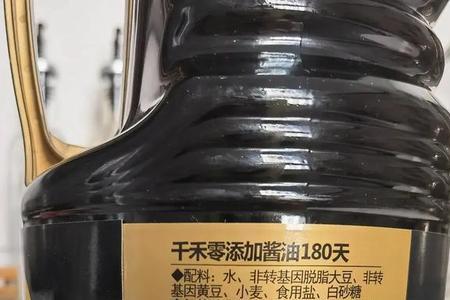 千禾零添加酱油180天
◆配料：水、非转基因脱脂大豆、非转
基因黄豆、小麦、食用盐、白砂糖